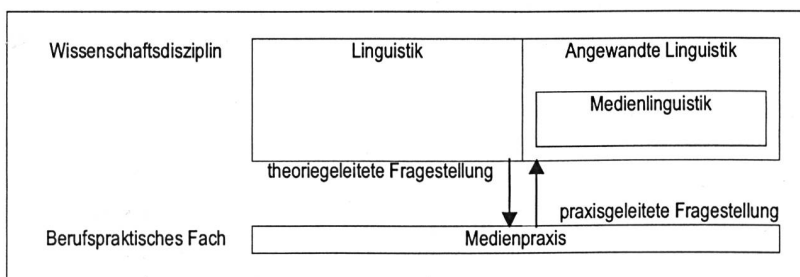 Wissenschaftsdisziplin Linguistik Angewandte Linguistik
Medienlinguistik
theoriegeleitete Fragestellung
praxisgeleitete Fragestellung
Berufspraktisches Fach Medienpraxis